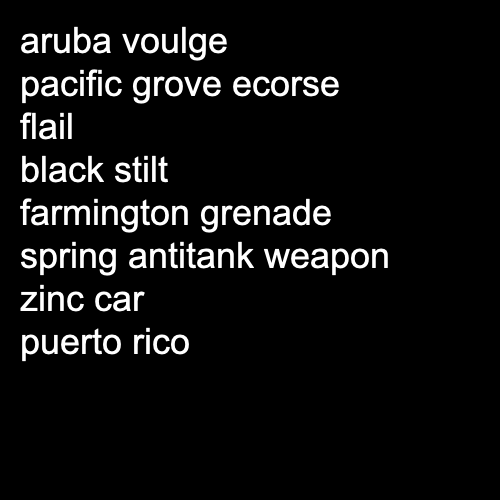 aruba voulge
pacific grove ecorse
flail
black stilt
farmington grenade
spring antitank weapon
zinc car
puerto rico